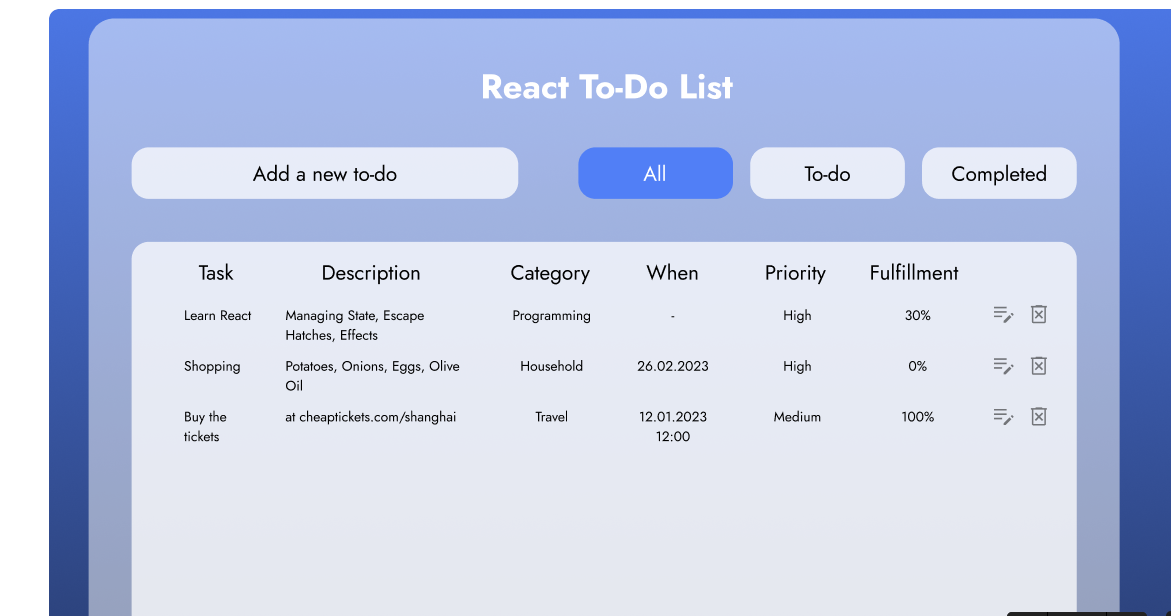 React To-Do List
Add a new to-do
All
To-do
Completed
Task Description Category When Priority Fulfillment
Learn React Managing State, Escape Programming - High 30%
Hatches, Effects
Shopping Potatoes, Onions, Eggs, Olive Household 26.02.2023 High 0%
Oil
Buy the at cheaptickets.com/shanghai Travel 12.01.2023 Medium 100%
tickets 12:00